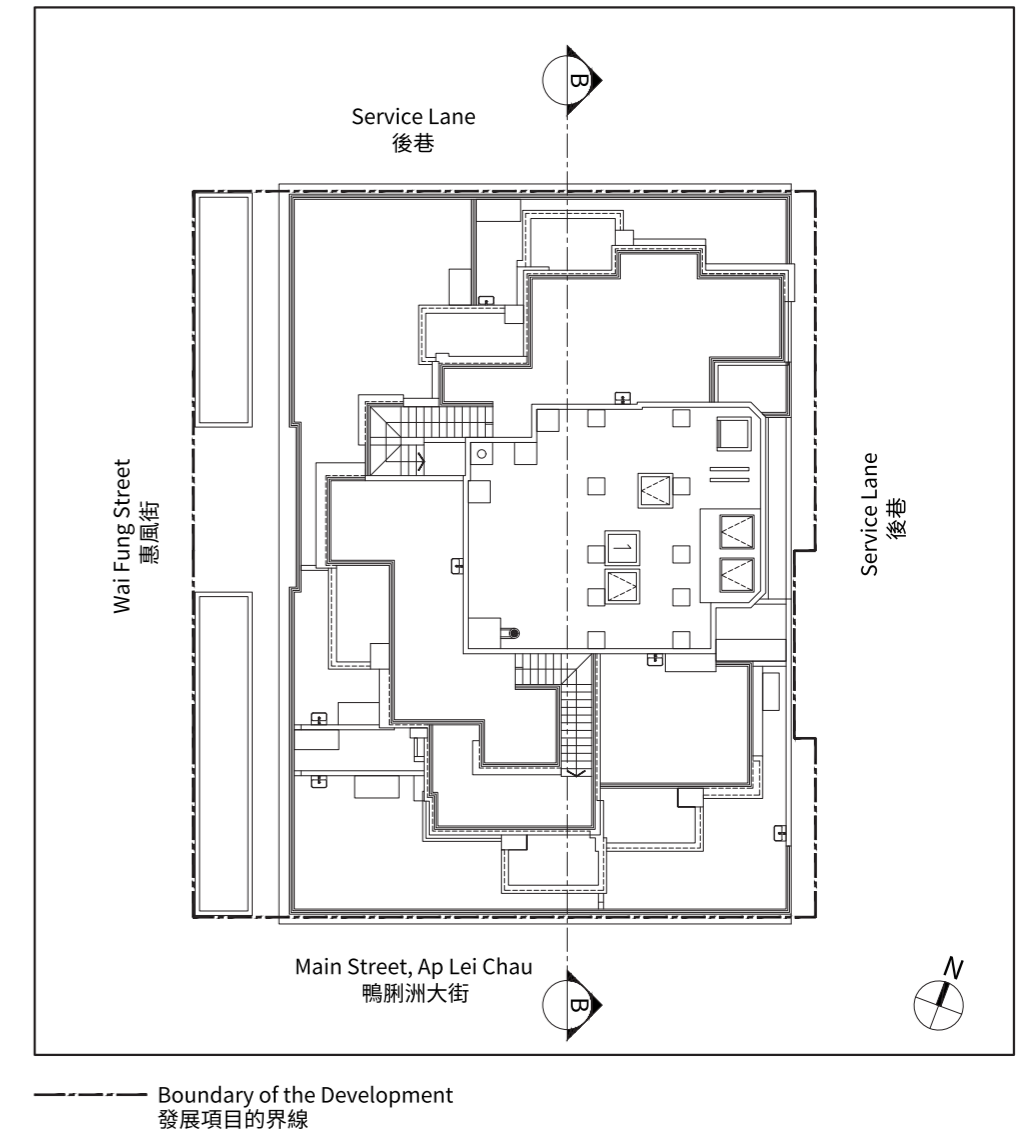 B
Service Lane
後巷
Wai Fung Street
惠風街
Service Lane
後巷
1
Main Street, Ap Lei Chau
鴨脷洲大街
B
N
Boundary of the Development
發展項目的界線